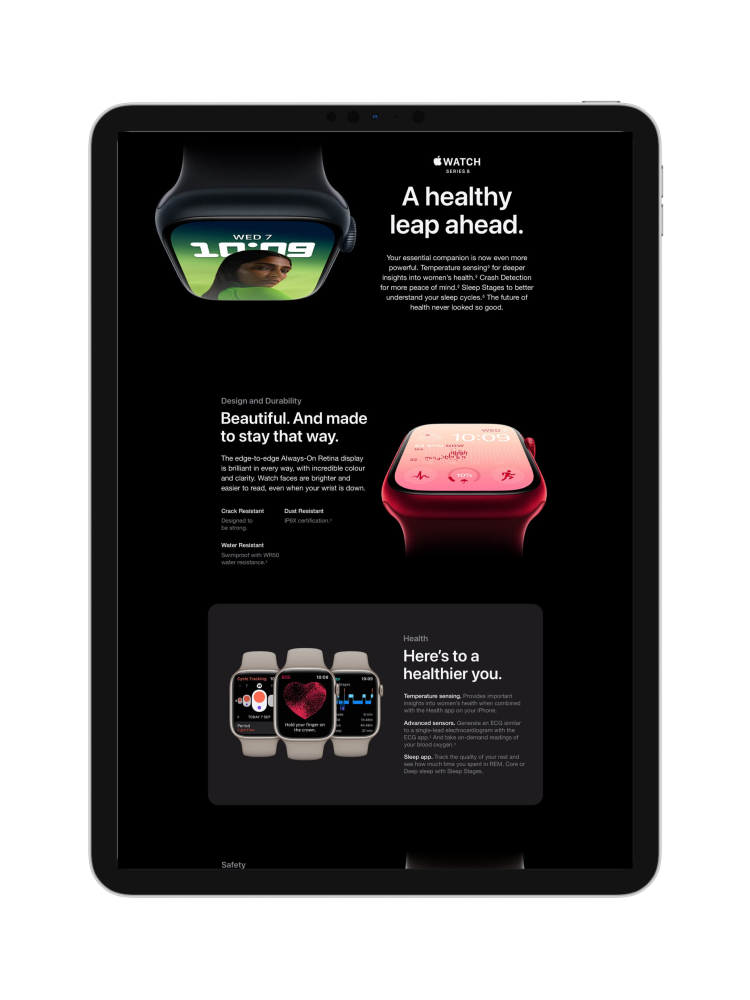 WATCH
SERIES 8
A healthy
leap ahead.
Your essential companion is now even more
powerful. Temperature sensing² for deeper
insights into women's health.³ Crash Detection
for more peace of mind.³ Sleep Stages to better
understand your sleep cycles.⁹ The future of
health never looked so good.
WED 7
10:09
Design and Durability
Beautiful. And made
to stay that way.
The edge-to-edge Always-On Retina display
is brilliant in every way, with incredible colour
and clarity. Watch faces are brighter and
easier to read, even when your wrist is down.
Crack Resistant
Designed to
be strong.
Dust Resistant
IP6X certification.
Water Resistant
Swimproof with WR50
water resistance.²
WED
10:09
NOW
10%
Health
Here's to a
healthier you.
Temperature sensing. Provides important
insights into women's health when combined
with the Health app on your iPhone.
Advanced sensors. Generate an ECG similar
to a single-lead electrocardiogram with the
ECG app. And take on-demand readings of
your blood oxygen.
Sleep app. Track the quality of your rest and
see how much time you spent in REM, Core or
Deep sleep with Sleep Stages.
Cycle Tracking
TODAY 7 SEP
Period
ECG
10:09
Hold your finger on
the crown.
10:09
Safety